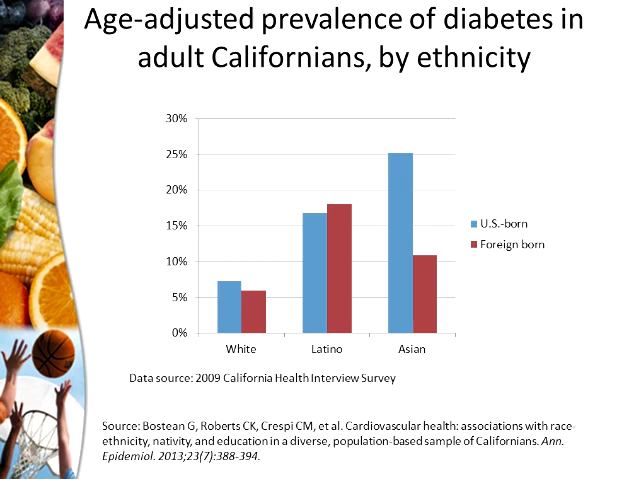 Age-adjusted prevalence of diabetes in
adult Californians, by ethnicity
30%
25%
20%
15%
10%
5%
0%
White Latino Asian
U.S.-born
Foreign born
Data source: 2009 California Health Interview Survey
Source: Bostean G, Roberts CK, Crespi CM, et al. Cardiovascular health: associations with race-
ethnicity, nativity, and education in a diverse, population-based sample of Californians. Ann.
Epidemiol. 2013;23(7):388-394.